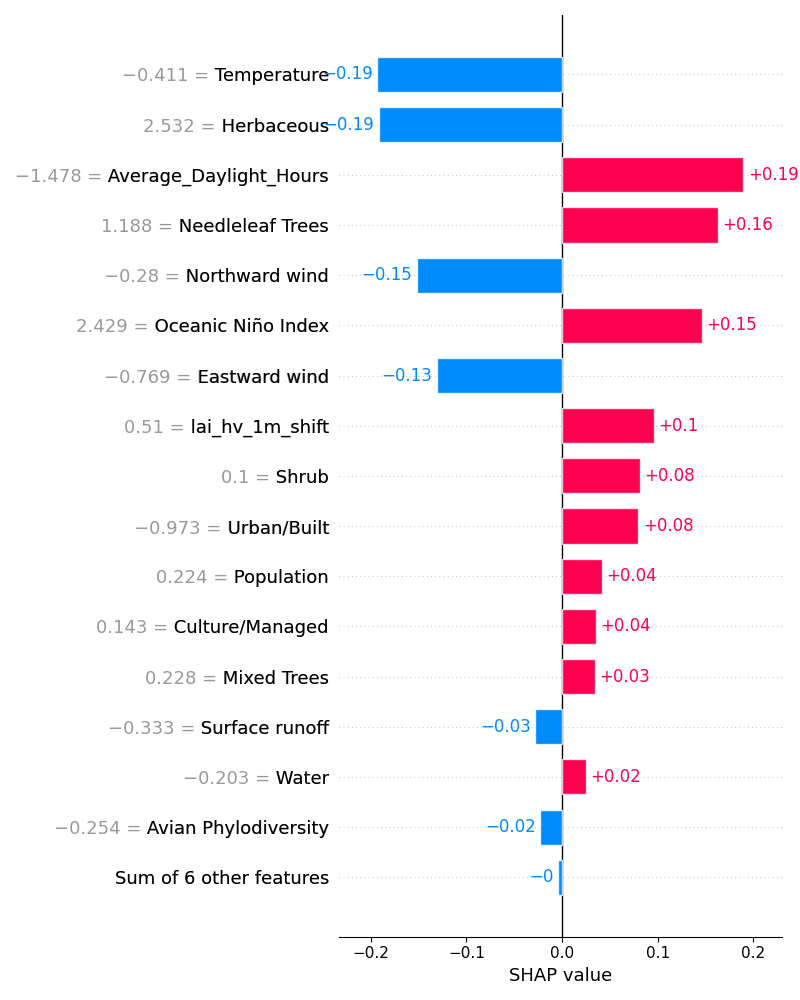 −0.411 = Temperature −0.19
2.532 = Herbaceous −0.19
−1.478 = Average_Daylight_Hours +0.19
1.188 = Needleleaf Trees +0.16
−0.28 = Northward wind −0.15
2.429 = Oceanic Niño Index +0.15
−0.769 = Eastward wind −0.13
0.51 = lai_hv_1m_shift +0.1
0.1 = Shrub +0.08
−0.973 = Urban/Built +0.08
0.224 = Population +0.04
0.143 = Culture/Managed +0.04
0.228 = Mixed Trees +0.03
−0.333 = Surface runoff −0.03
−0.203 = Water +0.02
−0.254 = Avian Phylodiversity −0.02
Sum of 6 other features −0
−0.2 −0.1 0.0 0.1 0.2
SHAP value